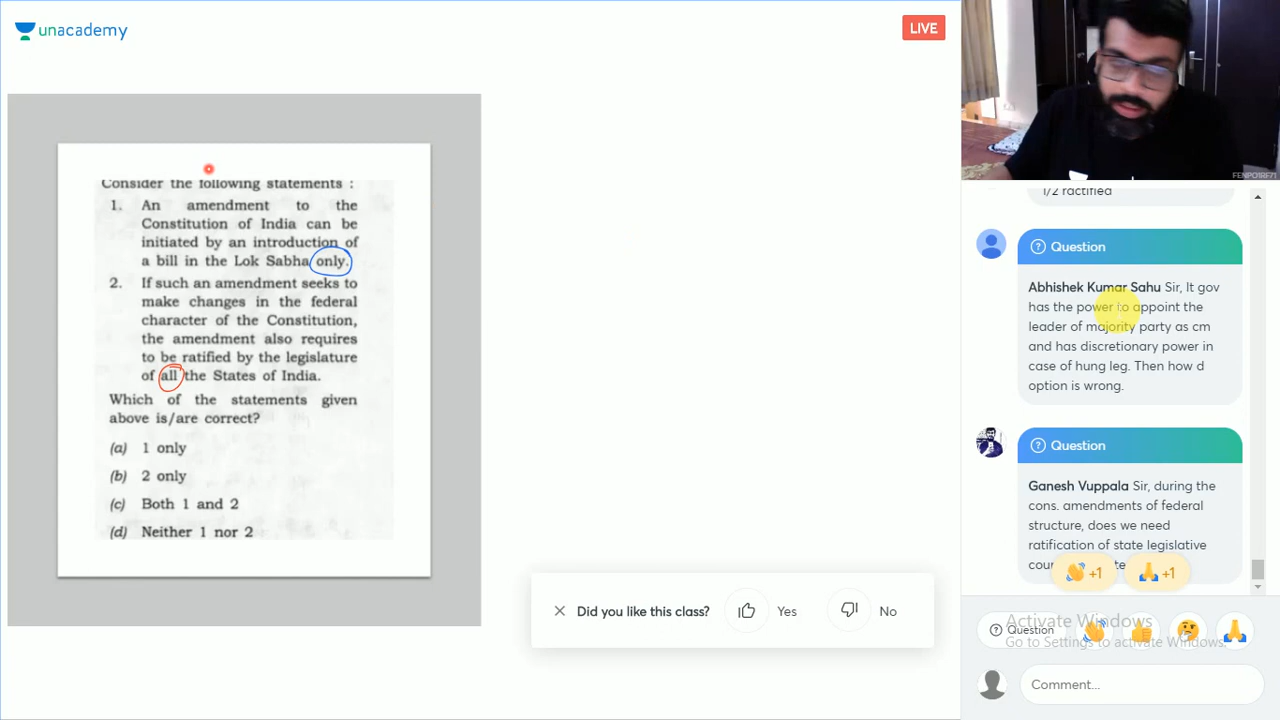 unacademy
LIVE
Consider the following statements :
1. An amendment to the
Constitution of India can be
initiated by an introduction of
a bill in the Lok Sabha only.
2. If such an amendment seeks to
make changes in the federal
character of the Constitution,
the amendment also requires
to be ratified by the legislature
of all the States of India.
Which of the statements given
above is/are correct?
(a) 1 only
(b) 2 only
(c) Both 1 and 2
(d) Neither 1 nor 2
Did you like this class?
Yes
No
FENPO1RF71
1/2 ractified
Question
Abhishek Kumar Sahu Sir, lt gov
has the power to appoint the
leader of majority party as cm
and has discretionary power in
case of hung leg. Then how d
option is wrong.
Question
Ganesh Vuppala Sir, during the
cons. amendments of federal
structure, does we need
ratification of state legislative
+1
+1
Activate Windows
Go to Settings to activate Windows.
Question
Comment...